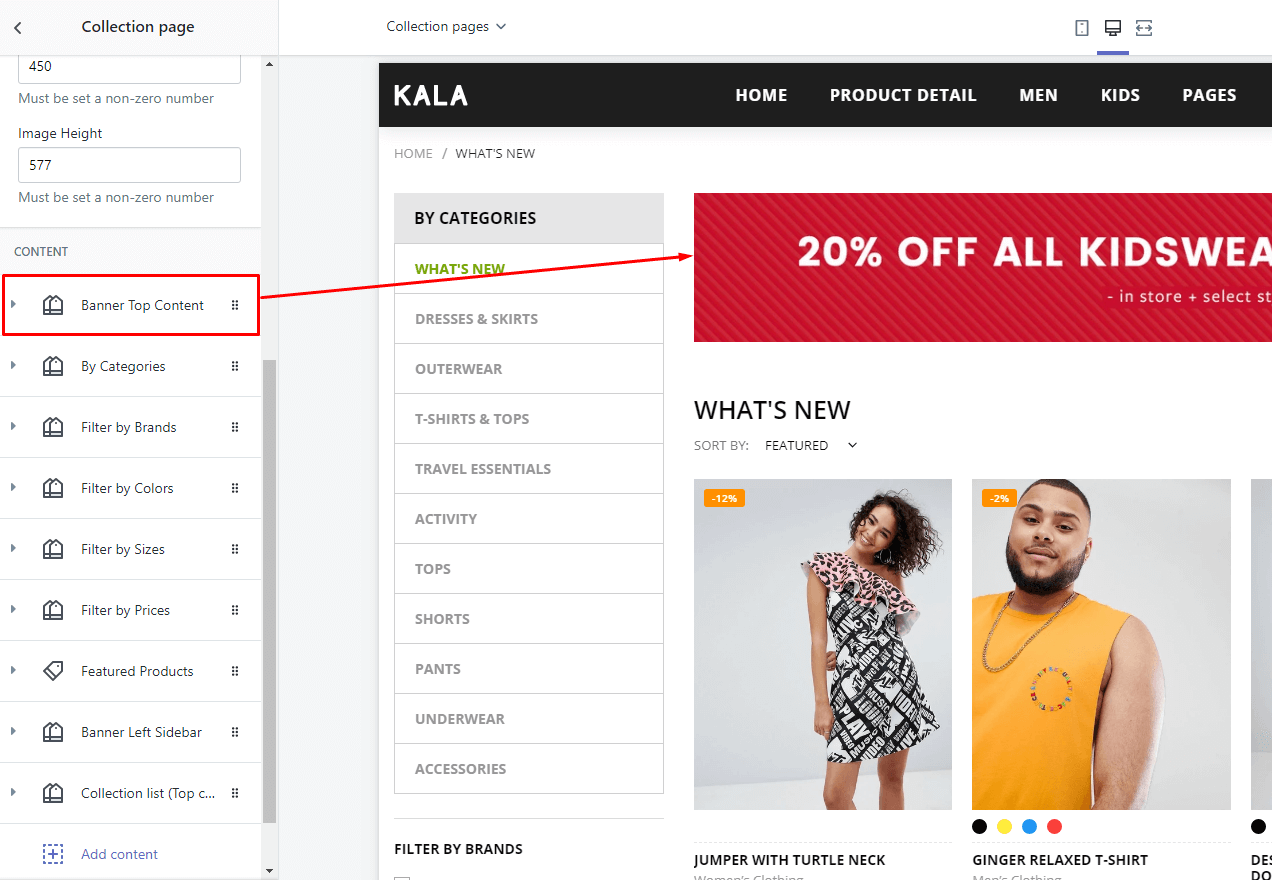 Collection page
Collection pages
450
Must be set a non-zero number
Image Height
577
Must be set a non-zero number
CONTENT
Banner Top Content
By Categories
Filter by Brands
Filter by Colors
Filter by Sizes
Filter by Prices
Featured Products
Banner Left Sidebar
Collection list (Top c...
Add content
KALA
HOME PRODUCT DETAIL MEN KIDS PAGES
HOME / WHAT'S NEW
BY CATEGORIES
WHAT'S NEW
DRESSES & SKIRTS
OUTERWEAR
T-SHIRTS & TOPS
TRAVEL ESSENTIALS
ACTIVITY
TOPS
SHORTS
PANTS
UNDERWEAR
ACCESSORIES
FILTER BY BRANDS
20% OFF ALL KIDSWEA
- in store + select st
WHAT'S NEW
SORT BY: FEATURED
-12%
-2%
JUMPER WITH TURTLE NECK
Women's Clothing
GINGER RELAXED T-SHIRT
Men's Clothing
DES
DO